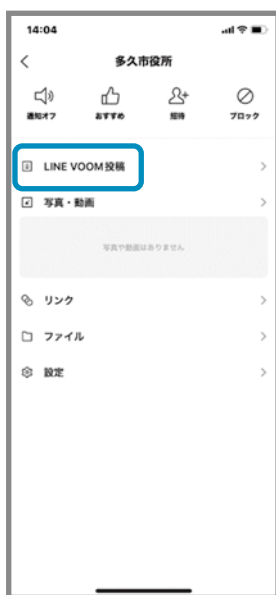 14:04
多久市役所
通知オフ おすすめ 招待 ブロック
LINE VOOM投稿
写真・動画
写真や動画はありません
リンク
ファイル
設定